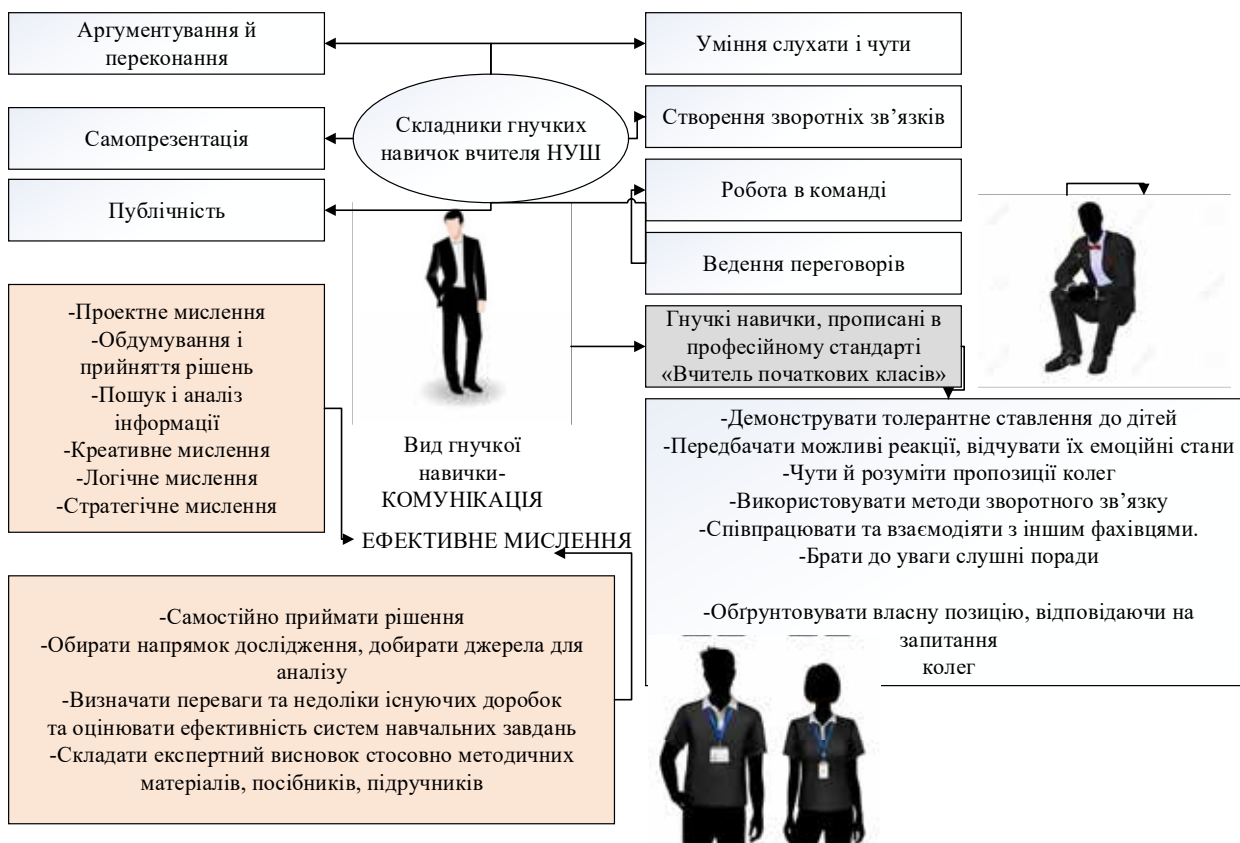 Аргументування й
переконання
Уміння слухати і чути
Складники гнучких
навичок вчителя НУШ
Самопрезентація
Створення зворотніх зв’язків
Публічність
Робота в команді
Ведення переговорів
-Проектне мислення
-Обдумування і
прийняття рішень
-Пошук і аналіз
інформації
-Креативне мислення
-Логічне мислення
-Стратегічне мислення
Вид гнучкої
навички-
КОМУНІКАЦІЯ
Гнучкі навички, прописані в
професійному стандарті
«Вчитель початкових класів»
-Демонструвати толерантне ставлення до дітей
-Передбачати можливі реакції, відчувати їх емоційні стани
-Чути й розуміти пропозиції колег
-Використовувати методи зворотного зв’язку
-Співпрацювати та взаємодіяти з іншим фахівцями.
-Брати до уваги слушні поради
-Обґрунтовувати власну позицію, відповідаючи на
запитання
колег
ЕФЕКТИВНЕ МИСЛЕННЯ
-Самостійно приймати рішення
-Обирати напрямок дослідження, добирати джерела для
аналізу
-Визначати переваги та недоліки існуючих доробок
та оцінювати ефективність систем навчальних завдань
-Складати експертний висновок стосовно методичних
матеріалів, посібників, підручників